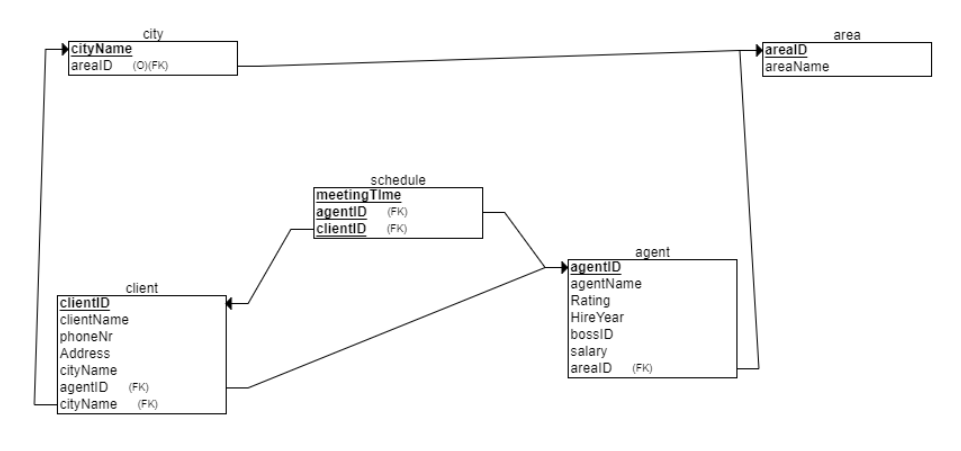 city
cityName
areaID (O)(FK)
area
areaID
areaName
schedule
meetingTIme
agentID (FK)
clientID (FK)
agent
agentID
agentName
Rating
HireYear
bossID
salary
areaID (FK)
client
clientID
clientName
phoneNr
Address
cityName
agentID (FK)
cityName (FK)